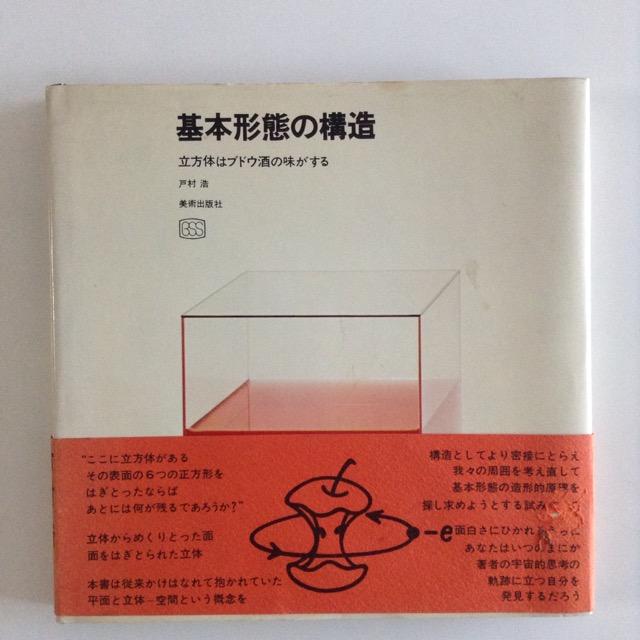 基本形態の構造
立方体はブドウ酒の味がする
戸村 浩
美術出版社
BSS
“ここに立方体がある
その表面の6つの正方形を
はぎとったならば
あとには何が残るであろうか?”
立体からめくりとった面
面をはぎとられた立体
本書は従来かけはなれて抱かれていた
平面と立体－空間という概念を
-e
構造としてより密接にとらえ
我々の周囲を考え直して
基本形態の造形的原理を
探し求めようとする試み
面白さにひかれ
あなたはいつのまにか
著者の宇宙的思考の
軌跡に立つ自分を
発見するだろう